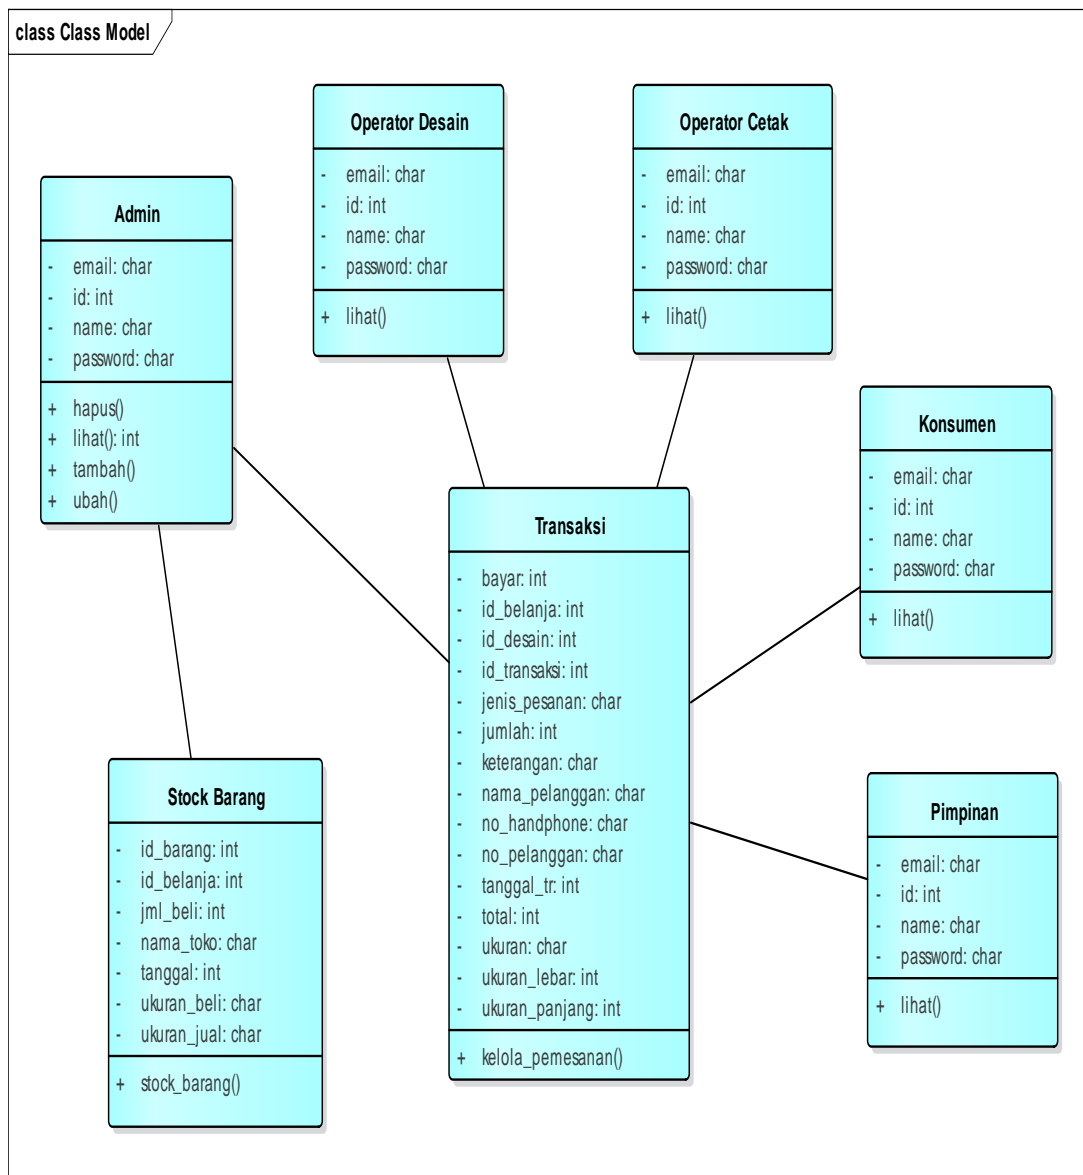 class Class Model
Operator Desain
- email: char
- id: int
- name: char
- password: char
+ lihat()
Operator Cetak
- email: char
- id: int
- name: char
- password: char
+ lihat()
Admin
- email: char
- id: int
- name: char
- password: char
+ hapus()
+ lihat(): int
+ tambah()
+ ubah()
Konsumen
- email: char
- id: int
- name: char
- password: char
+ lihat()
Transaksi
- bayar: int
- id_belanja: int
- id_desain: int
- id_transaksi: int
- jenis_pesanan: char
- jumlah: int
- keterangan: char
- nama_pelanggan: char
- no_handphone: char
- no_pelanggan: char
- tanggal_tr: int
- total: int
- ukuran: char
- ukuran_lebar: int
- ukuran_panjang: int
+ kelola_pemesanan()
Stock Barang
- id_barang: int
- id_belanja: int
- jml_beli: int
- nama_toko: char
- tanggal: int
- ukuran_beli: char
- ukuran_jual: char
+ stock_barang()
Pimpinan
- email: char
- id: int
- name: char
- password: char
+ lihat()